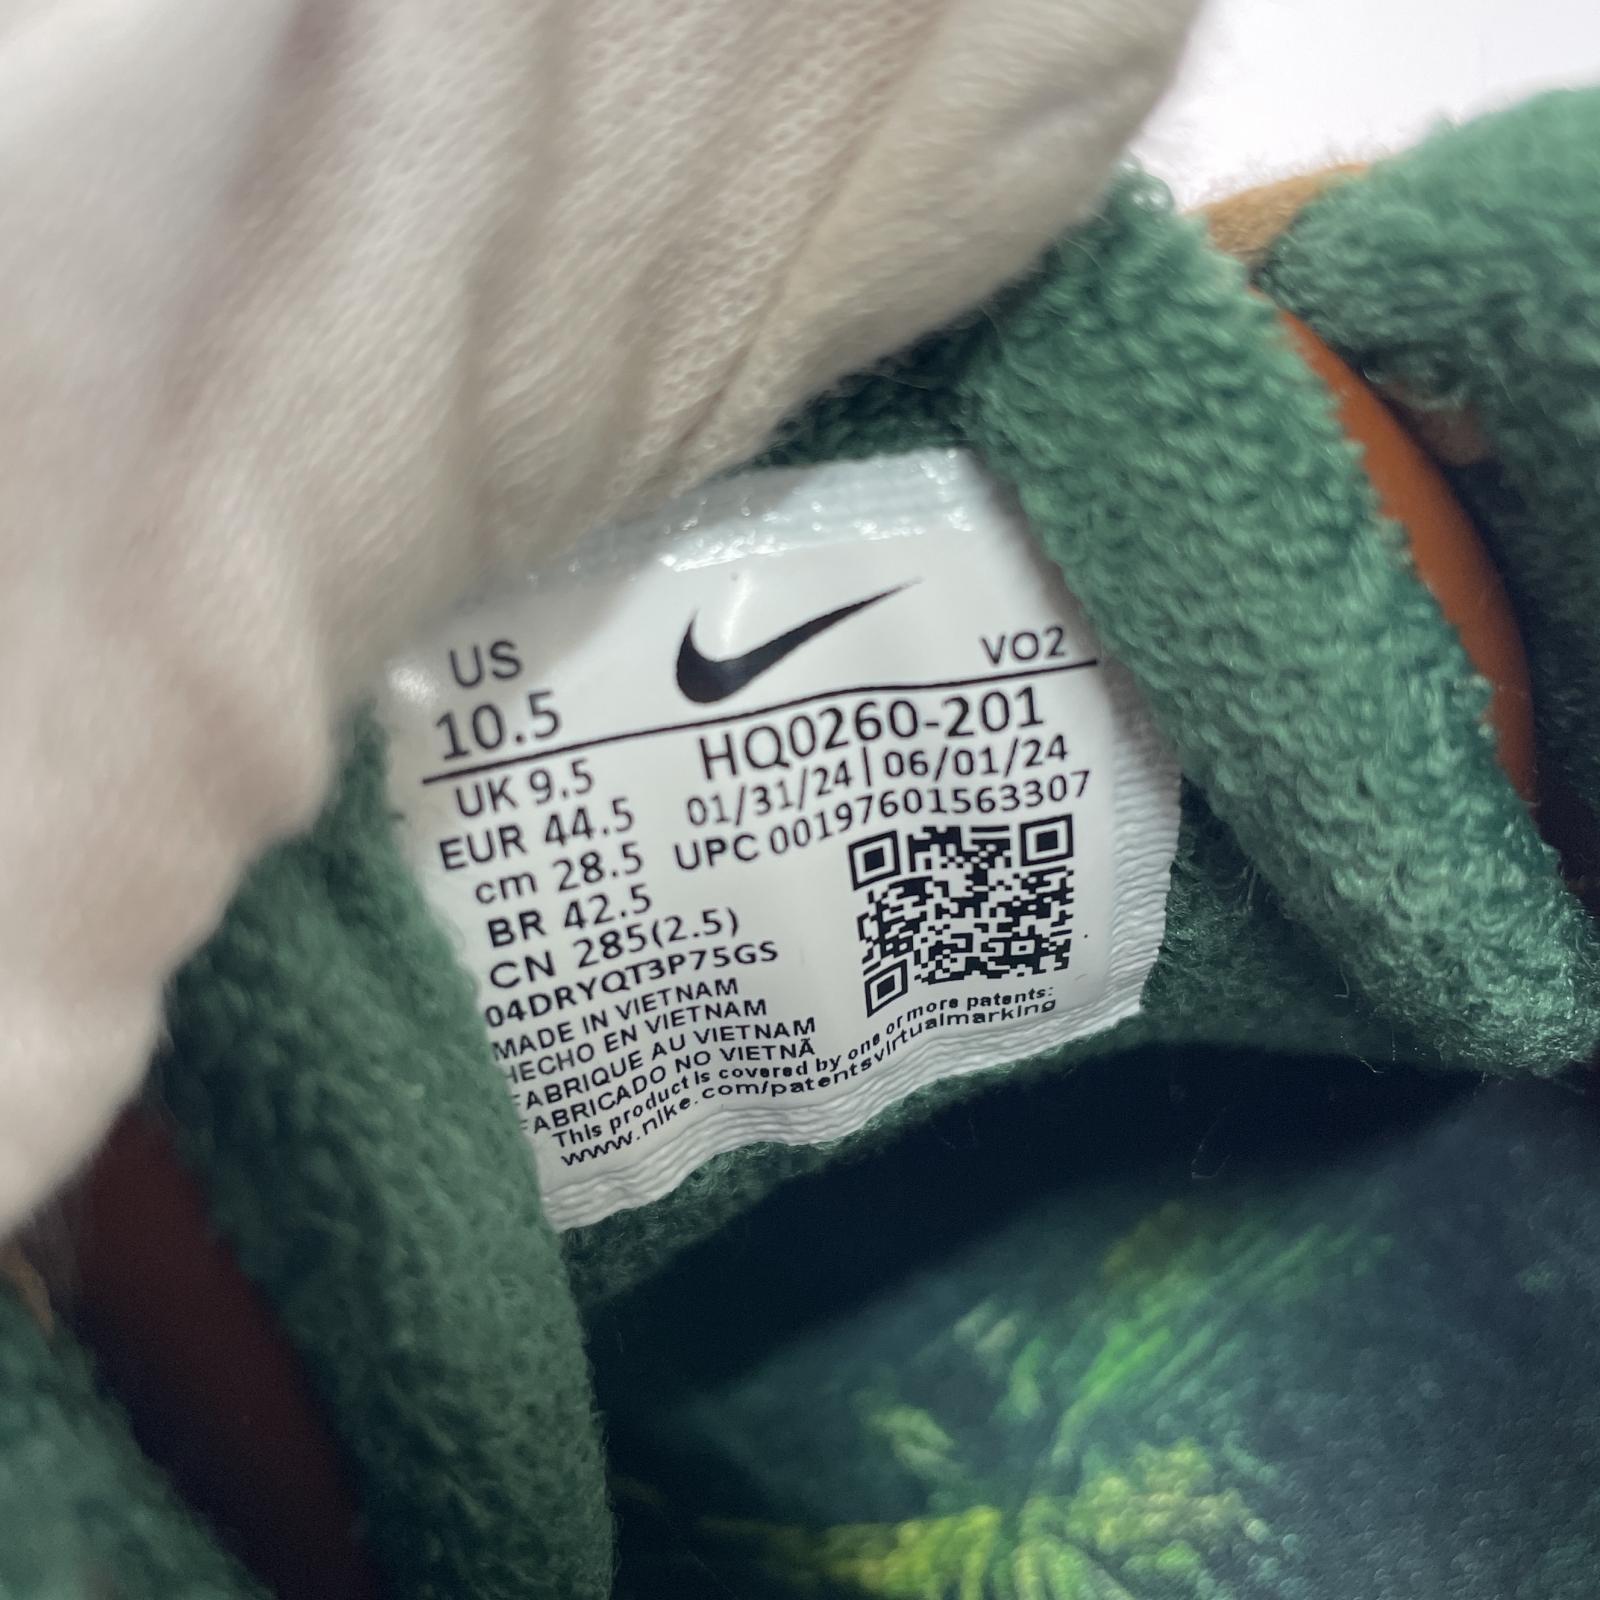 US
10.5
VO2
UK 9.5
EUR 44.5
cm 28.5
BR 42.5
CN 285(2.5)
HQ0260-201
01/31/24 | 06/01/24
UPC 00197601563307
04DRYQT3P75GS
MADE IN VIETNAM
HECHO EN VIETNAM
FABRIQUE AU VIETNAM
FABRICADO NO VIETNÃ
This product is covered by one or more patents:
www.nike.com/patentsvirtualmarking